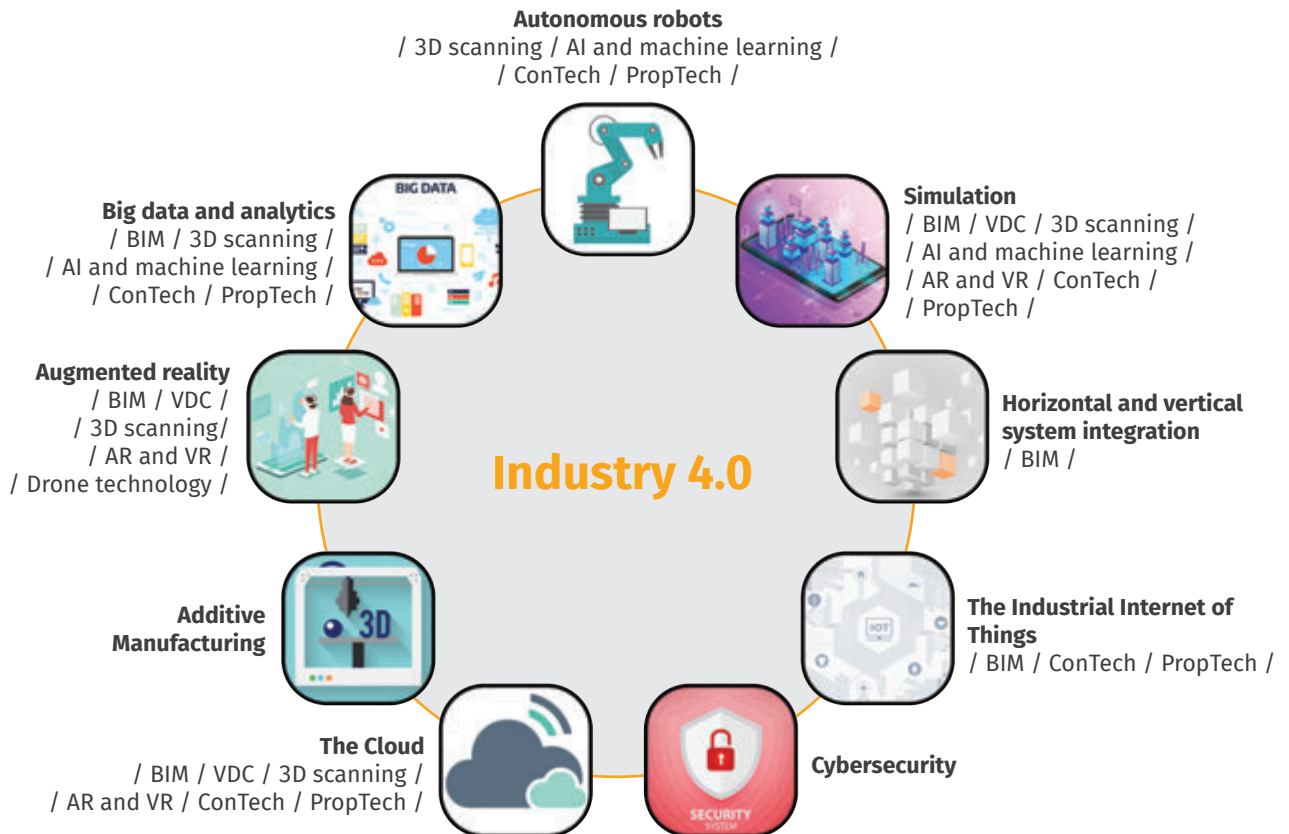 Autonomous robots
/ 3D scanning / AI and machine learning /
/ ConTech / PropTech /
Simulation
/ BIM / VDC / 3D scanning /
/ AI and machine learning /
/ AR and VR / ConTech /
/ PropTech /
Horizontal and vertical
system integration
/ BIM /
The Industrial Internet of
Things
/ BIM / ConTech / PropTech /
IOT
Cybersecurity
SECURITY
SYSTEM
The Cloud
/ BIM / VDC / 3D scanning /
/ AR and VR / ConTech / PropTech /
Additive
Manufacturing
3D
Augmented reality
/ BIM / VDC /
/ 3D scanning/
/ AR and VR /
/ Drone technology /
Big data and analytics
/ BIM / 3D scanning /
/ AI and machine learning /
/ ConTech / PropTech /
BIG DATA
Industry 4.0